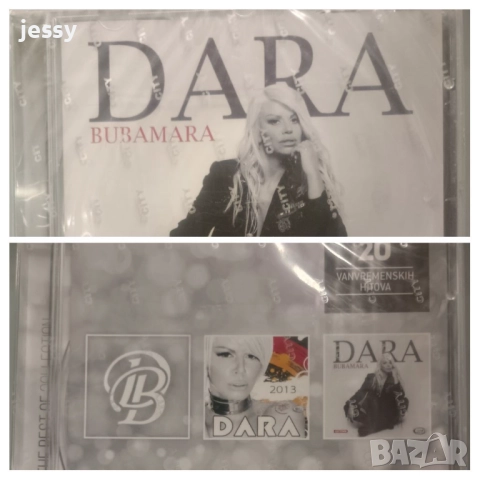 jessy
DARA
BUBAMARA
20
VANVREMENSKIH
HITOVA
2013
DARA
DARA
BUBAMARA
BAZAR